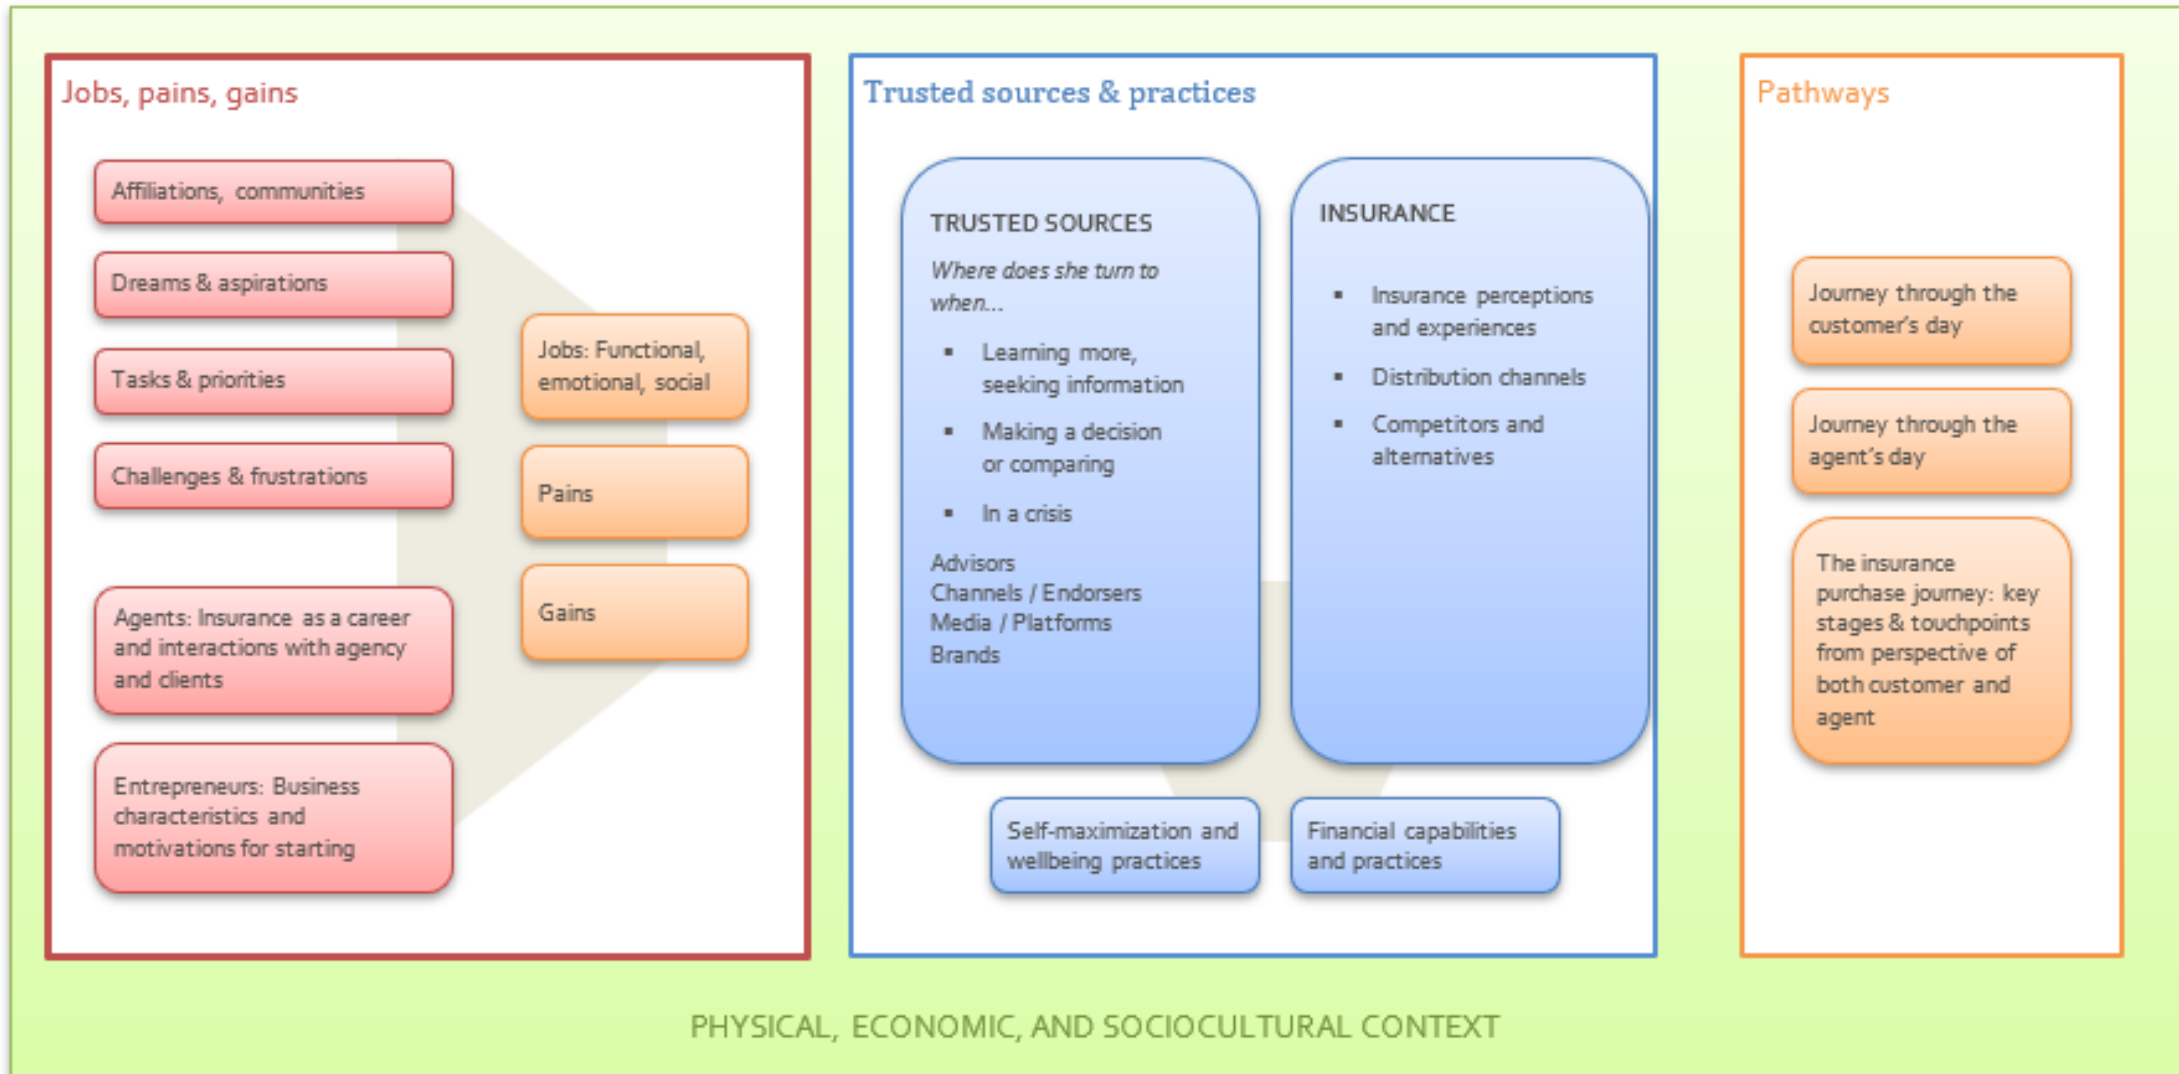 Jobs, pains, gains
Affiliations, communities
Dreams & aspirations
Tasks & priorities
Challenges & frustrations
Agents: Insurance as a career
and interactions with agency
and clients
Entrepreneurs: Business
characteristics and
motivations for starting
Jobs: Functional,
emotional, social
Pains
Gains
Trusted sources & practices
TRUSTED SOURCES
Where does she turn to
when...
▪ Learning more,
seeking information
▪ Making a decision
or comparing
▪ In a crisis
Advisors
Channels / Endorsers
Media / Platforms
Brands
INSURANCE
▪ Insurance perceptions
and experiences
▪ Distribution channels
▪ Competitors and
alternatives
Self-maximization and
wellbeing practices
Financial capabilities
and practices
Pathways
Journey through the
customer's day
Journey through the
agent's day
The insurance
purchase journey: key
stages & touchpoints
from perspective of
both customer and
agent
PHYSICAL, ECONOMIC, AND SOCIOCULTURAL CONTEXT